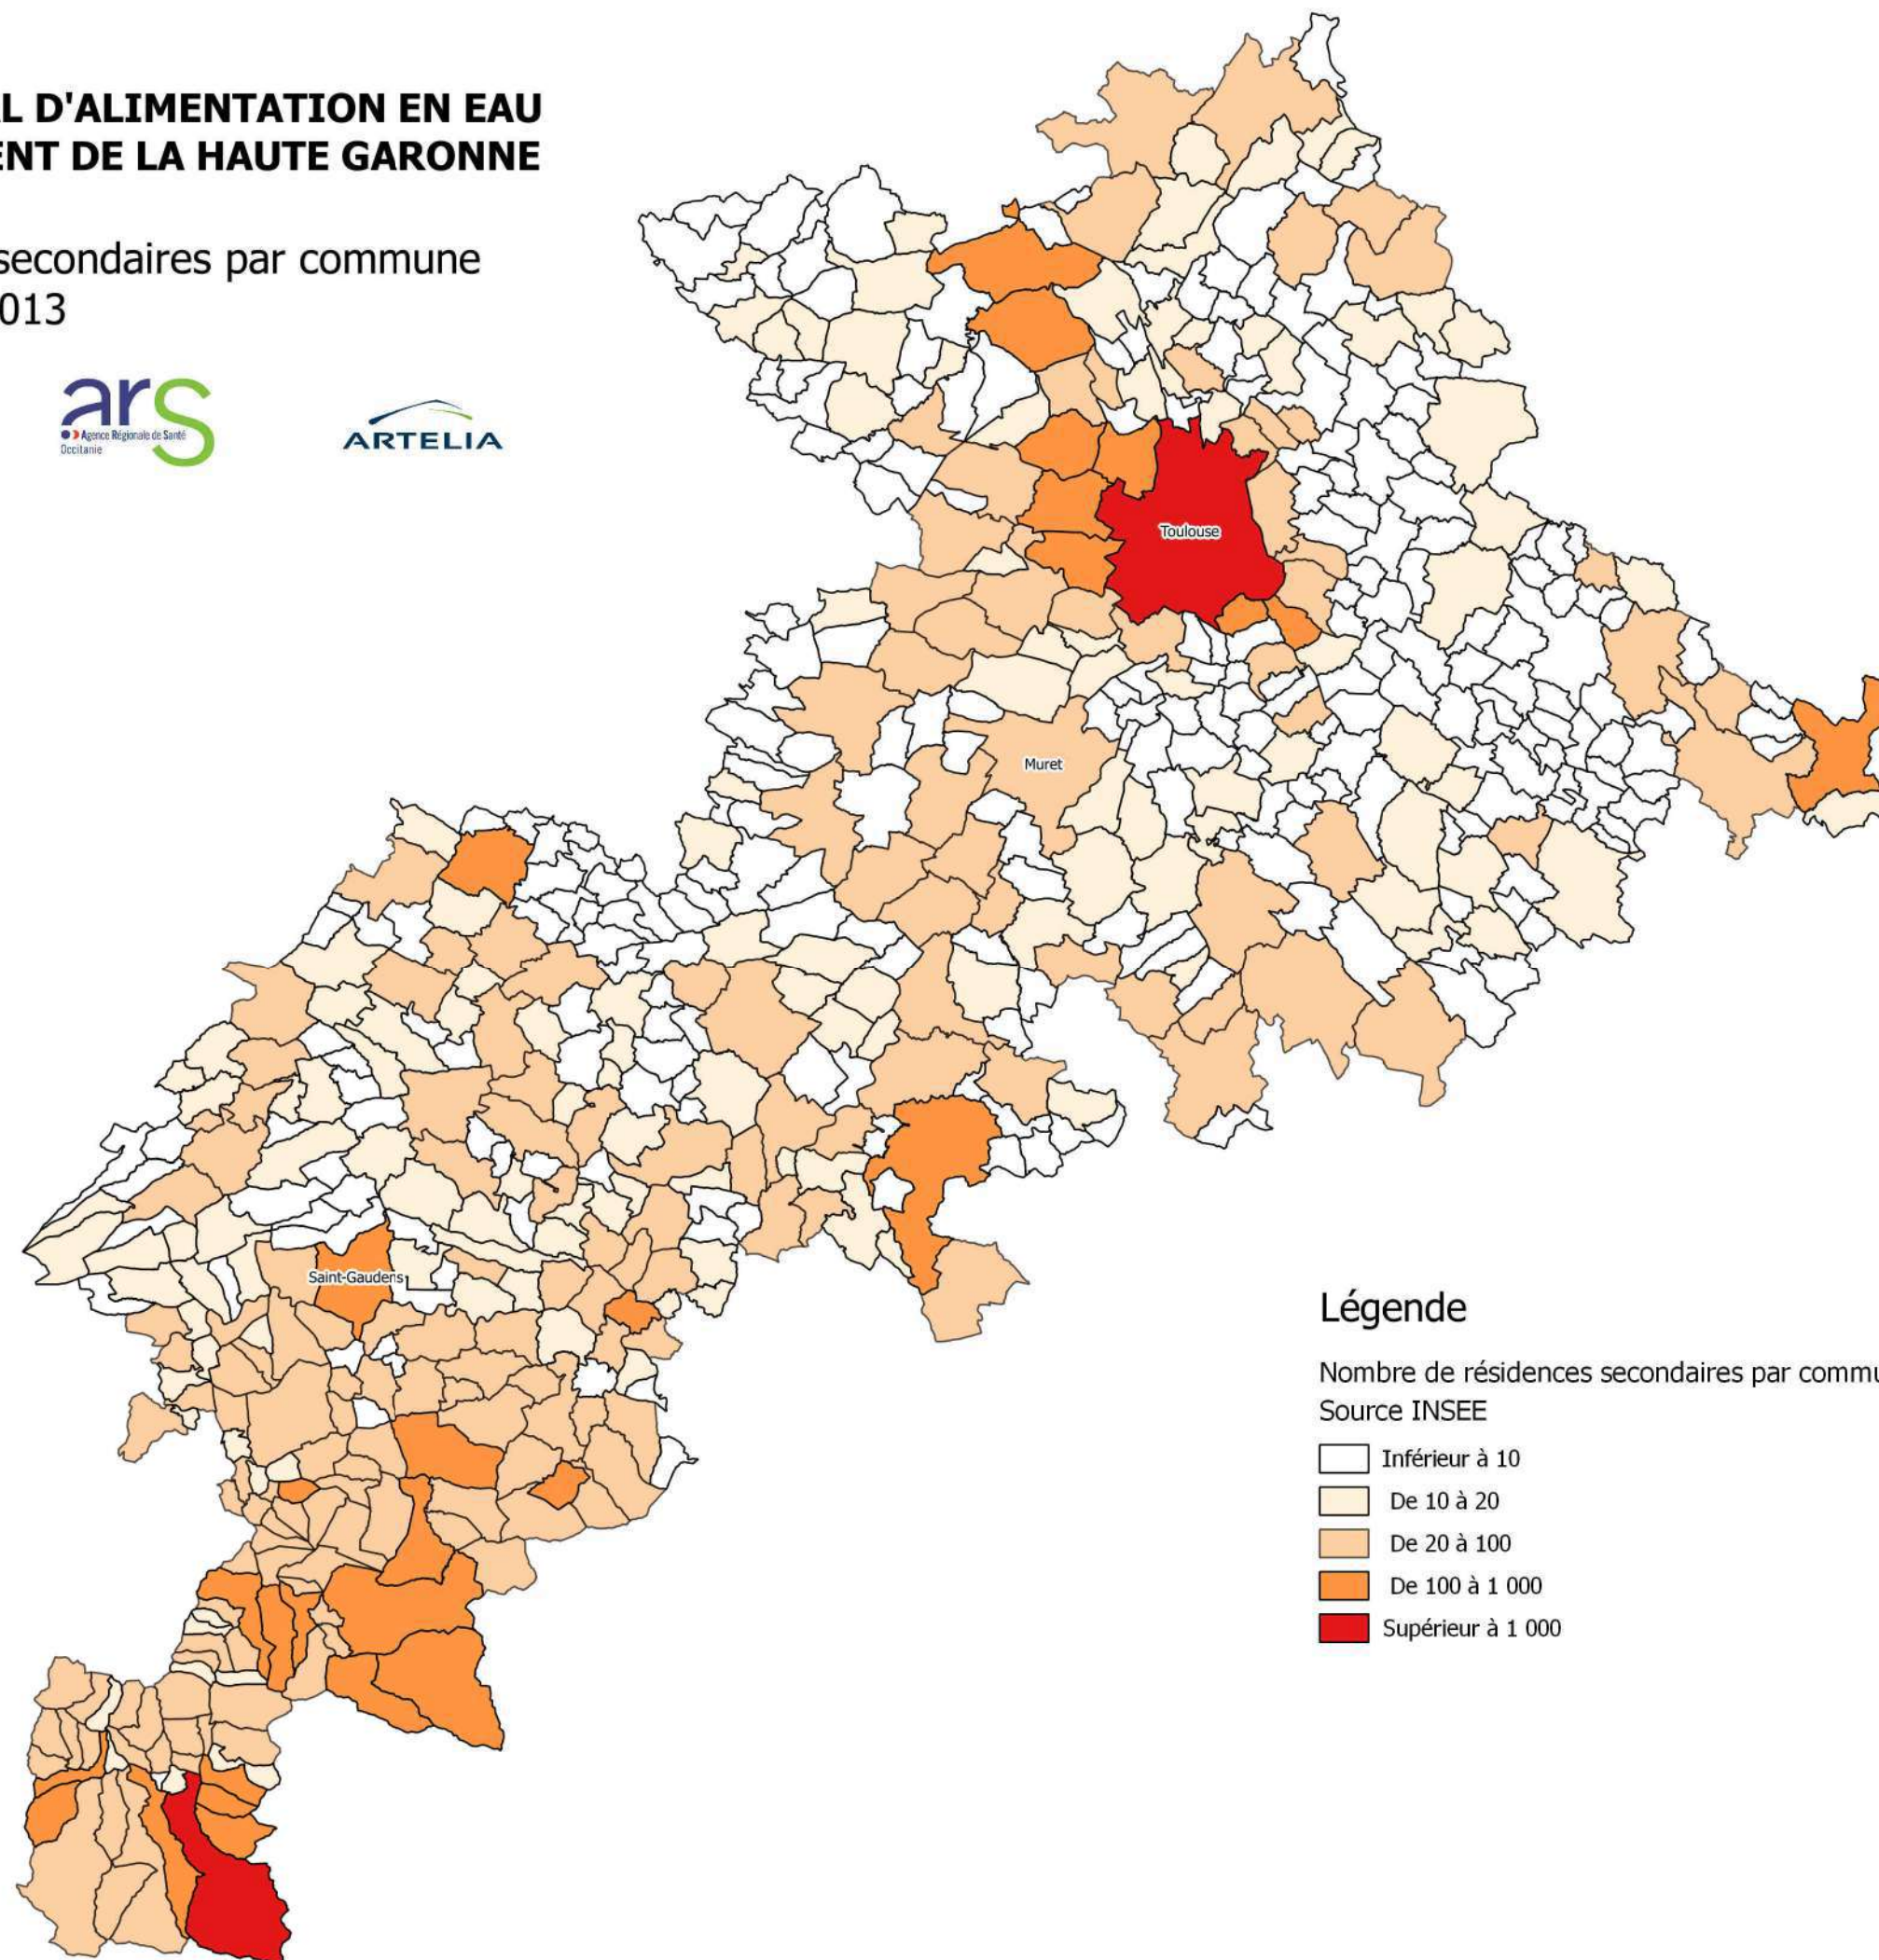 L D'ALIMENTATION EN EAU
ENT DE LA HAUTE GARONNE
secondaires par commune
013
ars
Agence Régionale de Santé
Occitanie
ARTELIA
Toulouse
Muret
Saint-Gaudens
Légende
Nombre de résidences secondaires par commu
Source INSEE
Inférieur à 10
De 10 à 20
De 20 à 100
De 100 à 1 000
Supérieur à 1 000